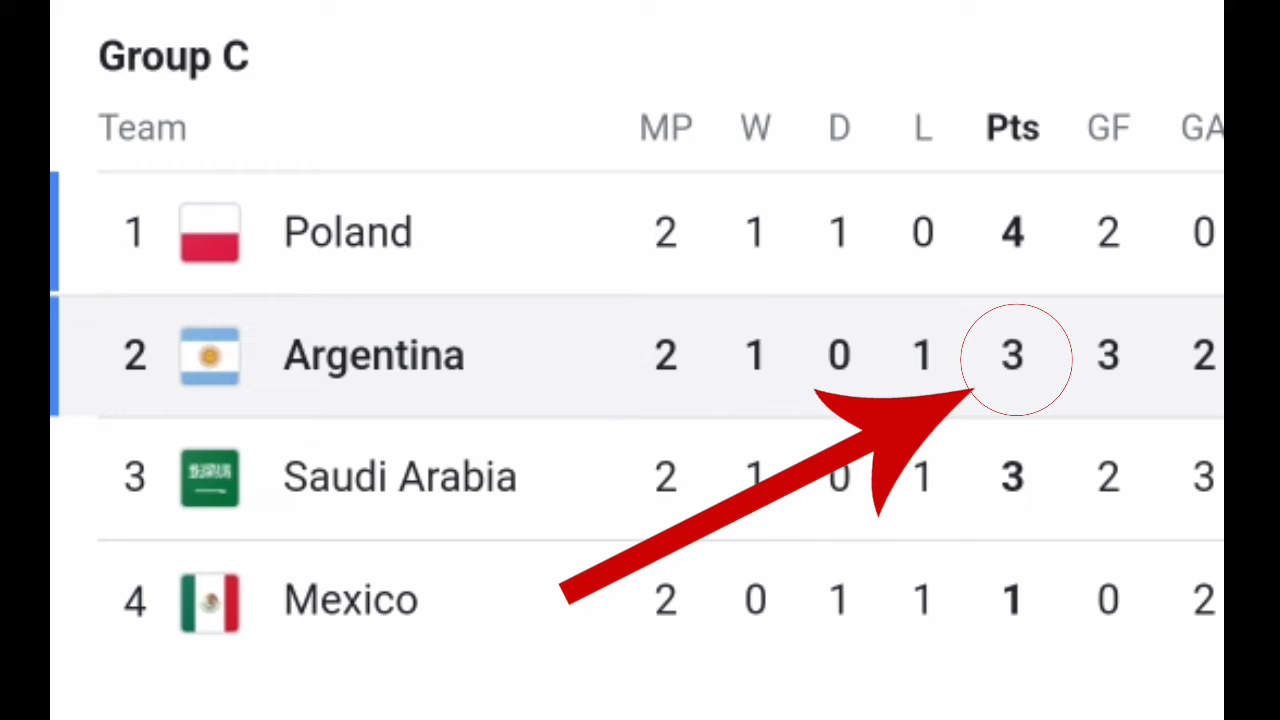 Group C
Team MP W D L Pts GF GA
1 Poland 2 1 1 0 4 2 0
2 Argentina 2 1 0 1 3 3 2
3 Saudi Arabia 2 1 0 1 3 2 3
4 Mexico 2 0 1 1 1 0 2